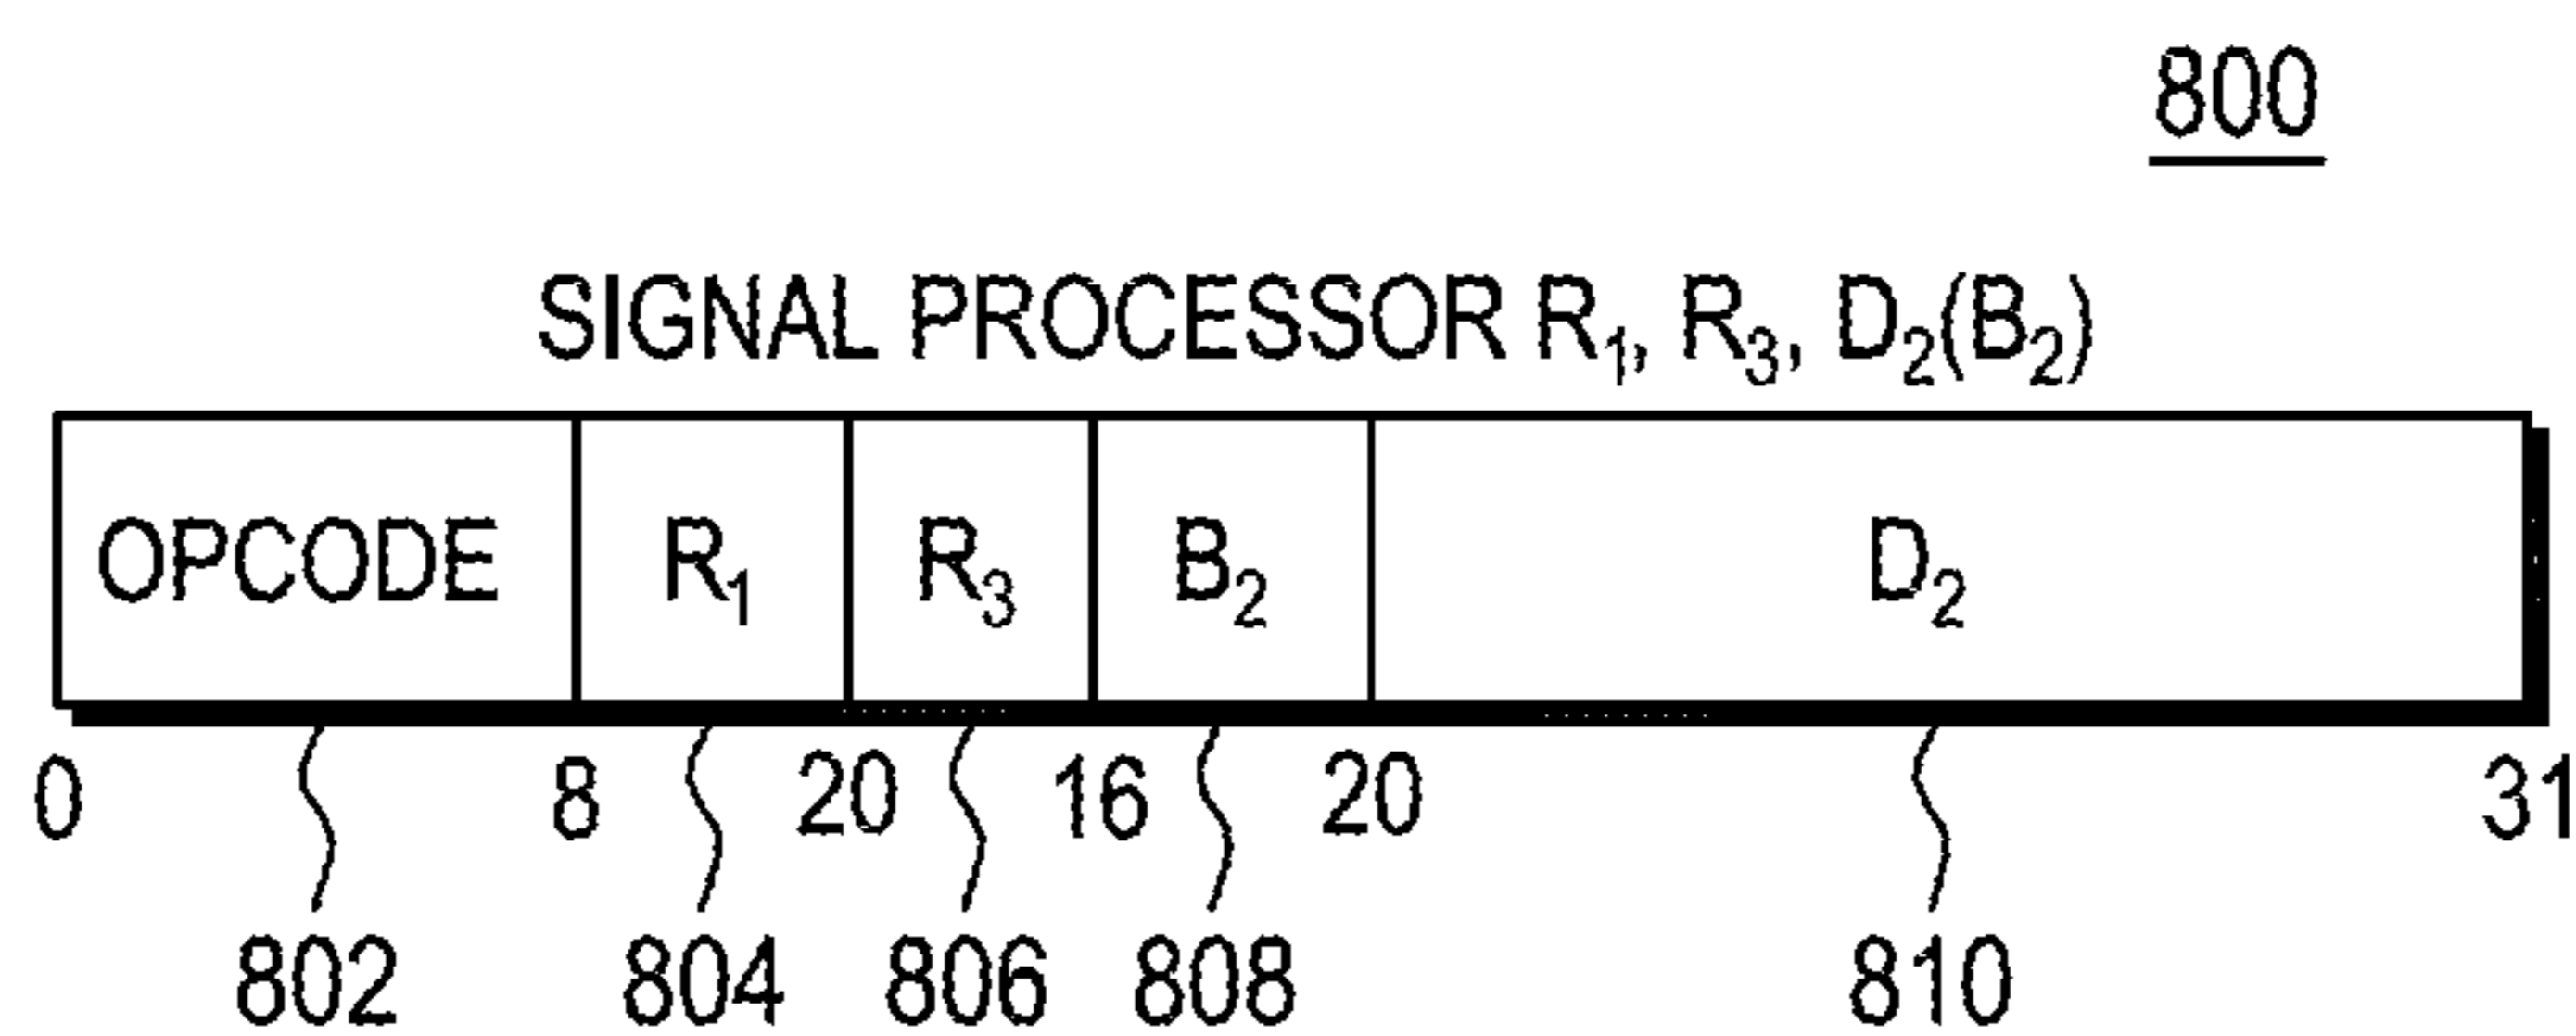 800
SIGNAL PROCESSOR R₁, R₃, D₂(B₂)
OPCODE R₁ R₃ B₂ D₂
0 8 20 16 20 31
802 804 806 808 810